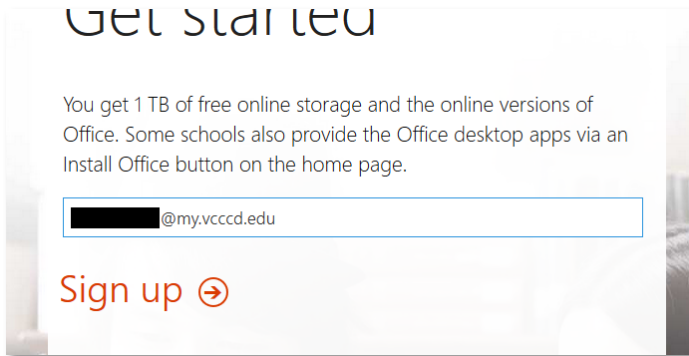 Get started
You get 1 TB of free online storage and the online versions of
Office. Some schools also provide the Office desktop apps via an
Install Office button on the home page.
@my.vcccd.edu
Sign up